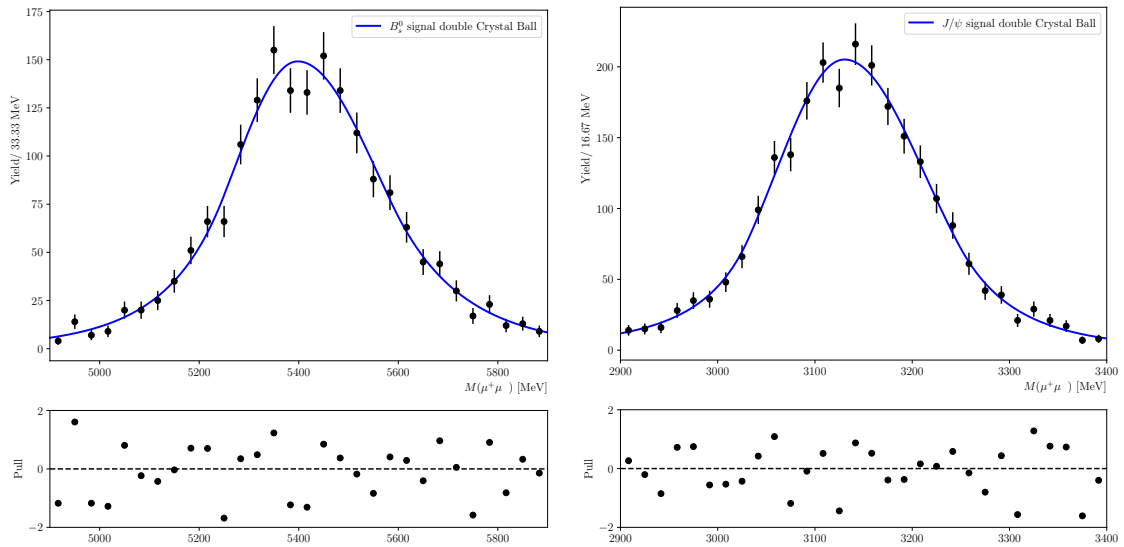 175
150
125
100
75
50
25
0
Yield/ 33.33 MeV
B_s^0 signal double Crystal Ball
5000 5200 5400 5600 5800
M(μ⁺μ ) [MeV]
2
0
−2
Pull
5000 5200 5400 5600 5800
200
150
100
50
0
Yield/ 16.67 MeV
J/ψ signal double Crystal Ball
2900 3000 3100 3200 3300 3400
M(μ⁺μ ) [MeV]
2
0
−2
Pull
2900 3000 3100 3200 3300 3400